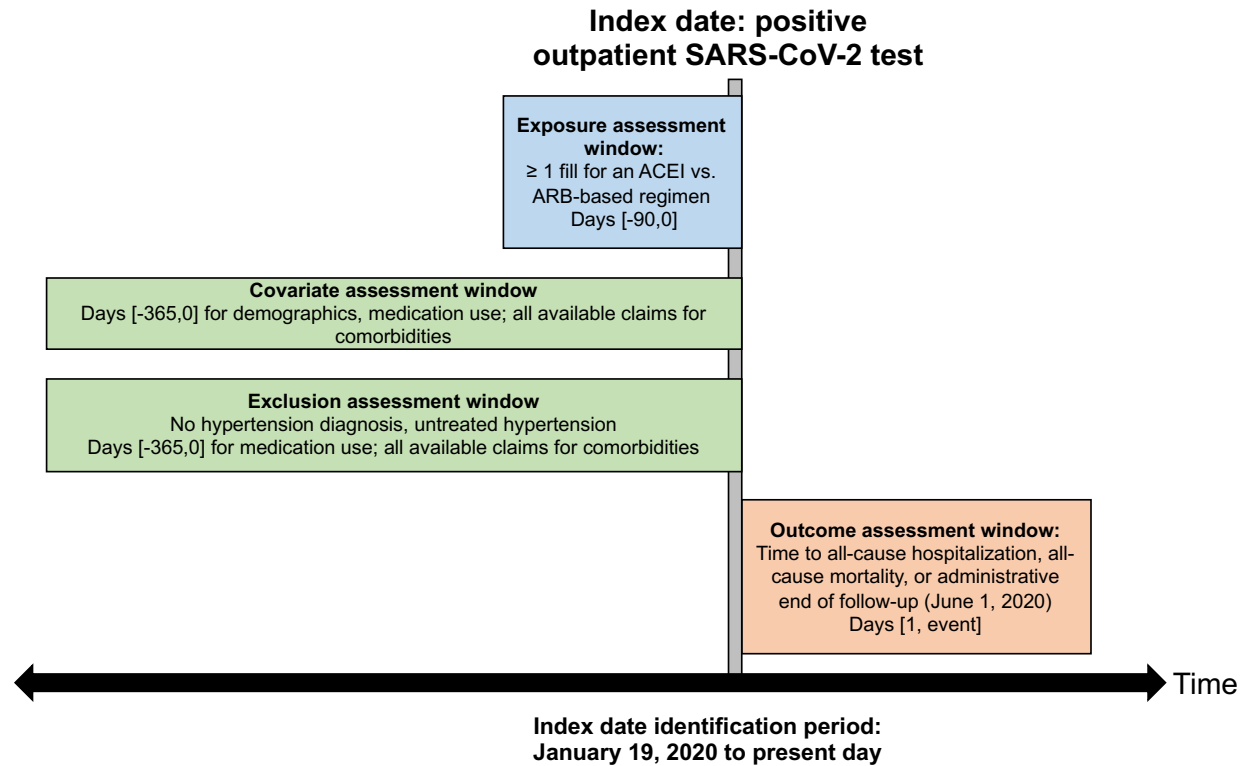 Index date: positive
outpatient SARS-CoV-2 test
Exposure assessment
window:
≥ 1 fill for an ACEI vs.
ARB-based regimen
Days [-90,0]
Covariate assessment window
Days [-365,0] for demographics, medication use; all available claims for
comorbidities
Exclusion assessment window
No hypertension diagnosis, untreated hypertension
Days [-365,0] for medication use; all available claims for comorbidities
Outcome assessment window:
Time to all-cause hospitalization, all-
cause mortality, or administrative
end of follow-up (June 1, 2020)
Days [1, event]
Time
Index date identification period:
January 19, 2020 to present day